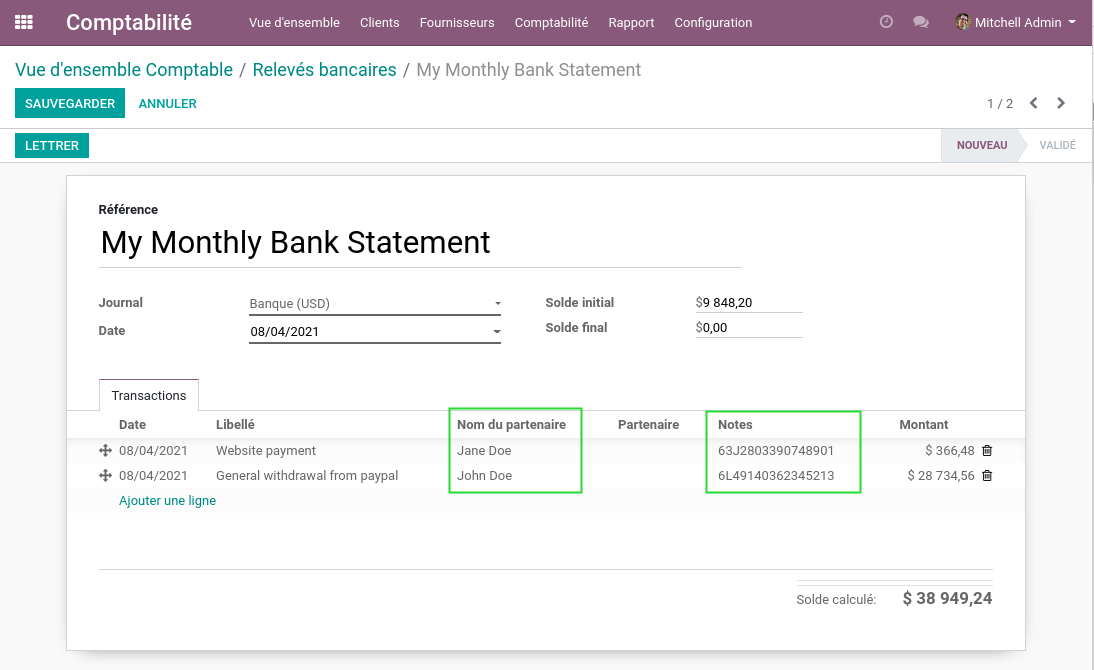 Comptabilité Vue d'ensemble Clients Fournisseurs Comptabilité Rapport Configuration Mitchell Admin
Vue d'ensemble Comptable / Relevés bancaires / My Monthly Bank Statement
SAUVEGARDER ANNULER 1 / 2
LETTRER NOUVEAU VALIDÉ
Référence
My Monthly Bank Statement
Journal Banque (USD) Solde initial $9 848,20
Date 08/04/2021 Solde final $0,00
Transactions
Date Libellé Nom du partenaire Partenaire Notes Montant
08/04/2021 Website payment Jane Doe 63J2803390748901 $ 366,48
08/04/2021 General withdrawal from paypal John Doe 6L49140362345213 $ 28 734,56
Ajouter une ligne
Solde calculé: $ 38 949,24